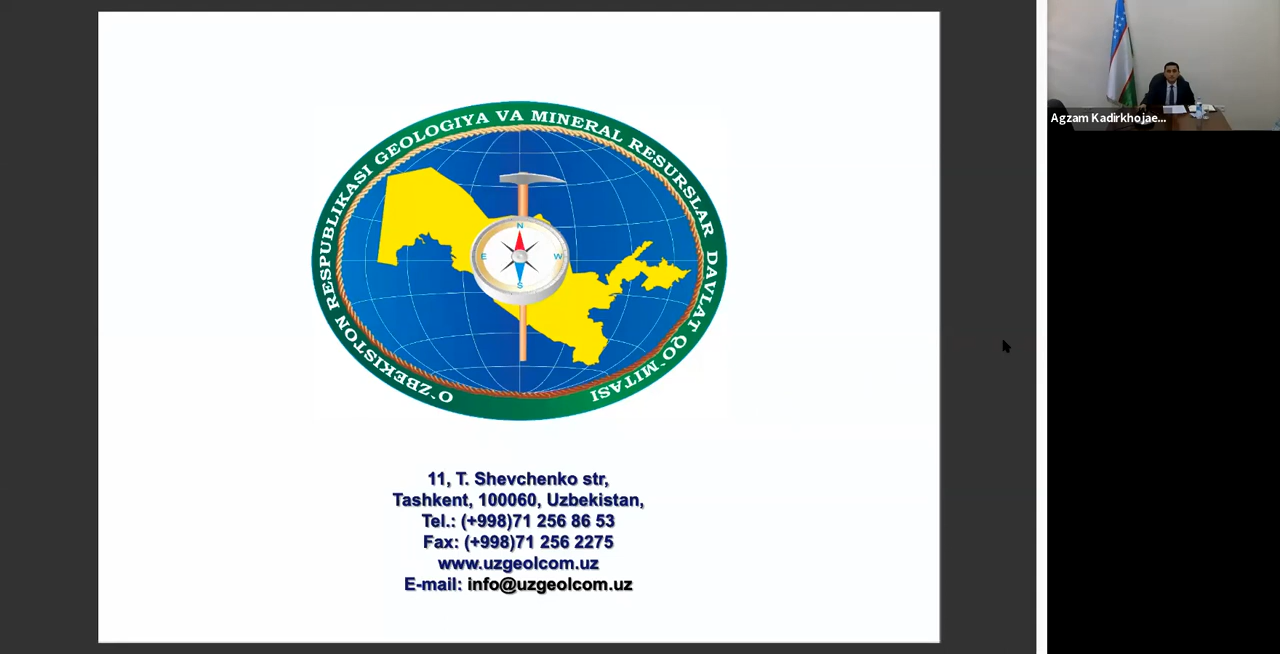 O`ZBEKISTON RESPUBLIKASI GEOLOGIYA VA MINERAL RESURSLAR DAVLAT QO`MITASI
N
E
W
S
11, T. Shevchenko str,
Tashkent, 100060, Uzbekistan,
Tel.: (+998)71 256 86 53
Fax: (+998)71 256 2275
www.uzgeolcom.uz
E-mail: info@uzgeolcom.uz
Agzam Kadirkhojae...